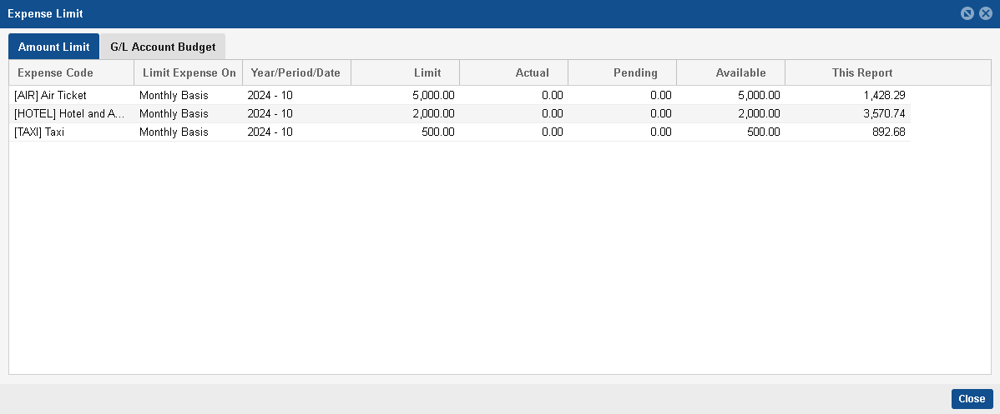 Expense Limit
Amount Limit G/L Account Budget
Expense Code Limit Expense On Year/Period/Date Limit Actual Pending Available This Report
[AIR] Air Ticket Monthly Basis 2024 - 10 5,000.00 0.00 0.00 5,000.00 1,428.29
[HOTEL] Hotel and A... Monthly Basis 2024 - 10 2,000.00 0.00 0.00 2,000.00 3,570.74
[TAXI] Taxi Monthly Basis 2024 - 10 500.00 0.00 0.00 500.00 892.68
Close